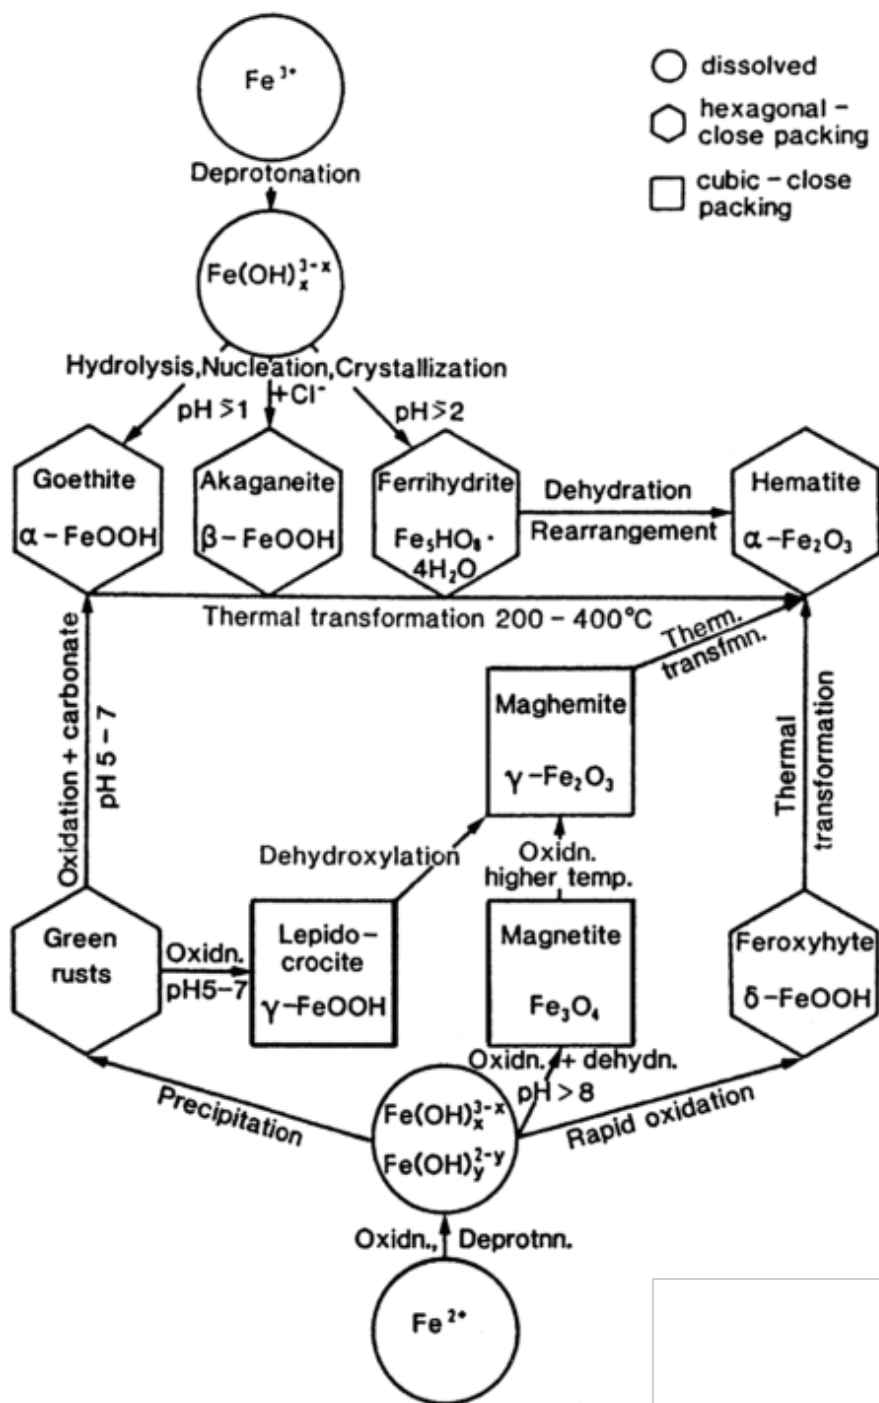 Fe³⁺
dissolved
hexagonal –
close packing
cubic – close
packing
Deprotonation
Fe(OH)ₓ³⁻ˣ
Hydrolysis, Nucleation, Crystallization
pH ≶ 1
+Cl⁻
pH ≷ 2
Goethite
α – FeOOH
Akaganeite
β – FeOOH
Ferrihydrite
Fe₅HO₈ ·
4H₂O
Dehydration
Rearrangement
Hematite
α – Fe₂O₃
Thermal transformation 200 – 400°C
Therm.
transfmn.
Oxidation + carbonate
pH 5 – 7
Maghemite
γ – Fe₂O₃
Thermal
transformation
Dehydroxylation
Oxidn.
higher temp.
Green
rusts
Oxidn.
pH 5–7
Lepido –
crocite
γ – FeOOH
Magnetite
Fe₃O₄
Feroxyhyte
δ – FeOOH
Precipitation
Oxidn. + dehydn.
pH > 8
Rapid oxidation
Fe(OH)ₓ³⁻ˣ
Fe(OH)ᵧ²⁻ʸ
Oxidn., Deprotnn.
Fe²⁺